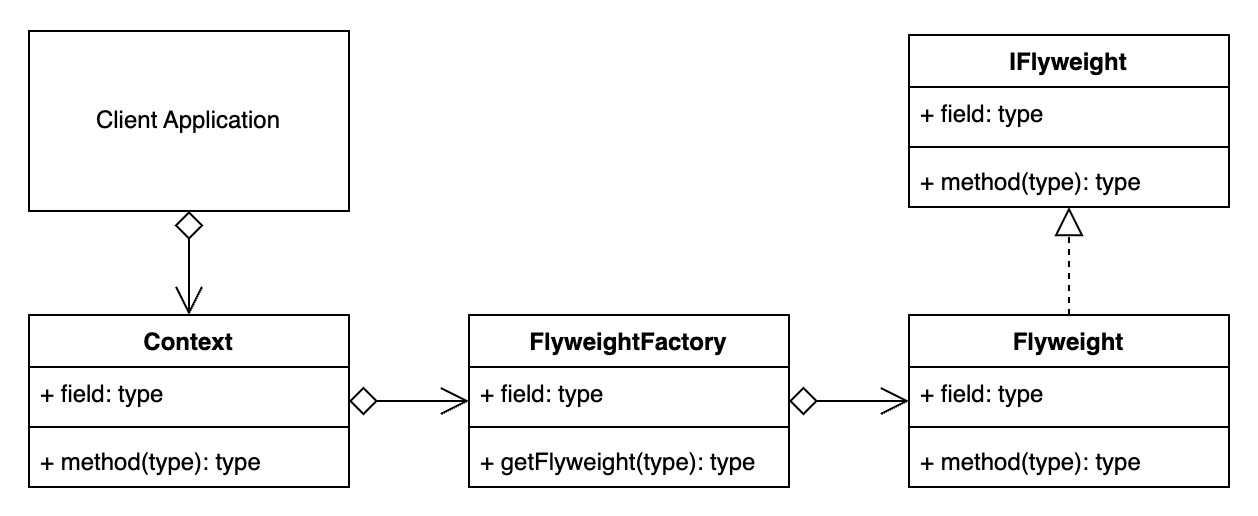 Client Application
IFlyweight
+ field: type
+ method(type): type
Context
+ field: type
+ method(type): type
FlyweightFactory
+ field: type
+ getFlyweight(type): type
Flyweight
+ field: type
+ method(type): type